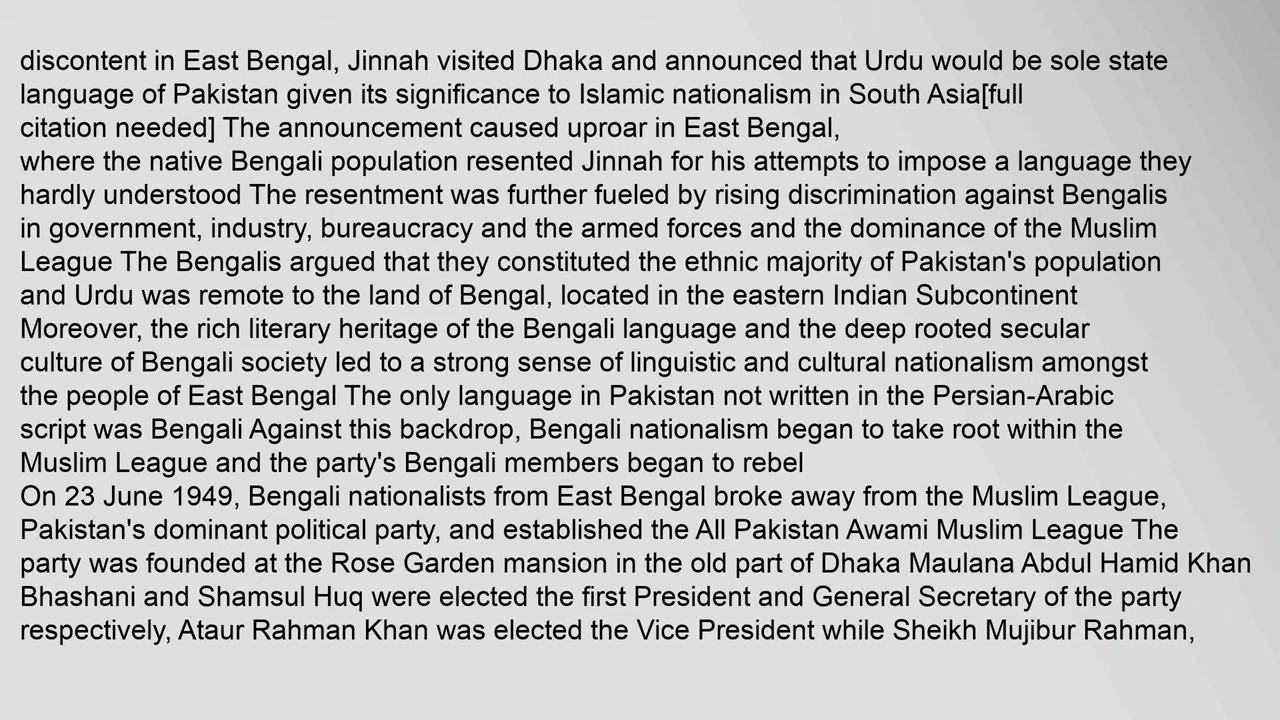 discontent in East Bengal, Jinnah visited Dhaka and announced that Urdu would be sole state
language of Pakistan given its significance to Islamic nationalism in South Asia[full
citation needed] The announcement caused uproar in East Bengal,
where the native Bengali population resented Jinnah for his attempts to impose a language they
hardly understood The resentment was further fueled by rising discrimination against Bengalis
in government, industry, bureaucracy and the armed forces and the dominance of the Muslim
League The Bengalis argued that they constituted the ethnic majority of Pakistan's population
and Urdu was remote to the land of Bengal, located in the eastern Indian Subcontinent
Moreover, the rich literary heritage of the Bengali language and the deep rooted secular
culture of Bengali society led to a strong sense of linguistic and cultural nationalism amongst
the people of East Bengal The only language in Pakistan not written in the Persian-Arabic
script was Bengali Against this backdrop, Bengali nationalism began to take root within the
Muslim League and the party's Bengali members began to rebel
On 23 June 1949, Bengali nationalists from East Bengal broke away from the Muslim League,
Pakistan's dominant political party, and established the All Pakistan Awami Muslim League The
party was founded at the Rose Garden mansion in the old part of Dhaka Maulana Abdul Hamid Khan
Bhashani and Shamsul Huq were elected the first President and General Secretary of the party
respectively, Ataur Rahman Khan was elected the Vice President while Sheikh Mujibur Rahman,